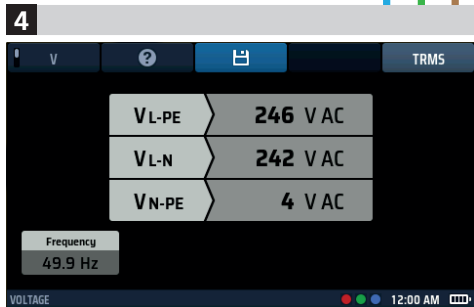 4
V ? TRMS
VL-PE 246 V AC
VL-N 242 V AC
VN-PE 4 V AC
Frequency
49.9 Hz
VOLTAGE 12:00 AM